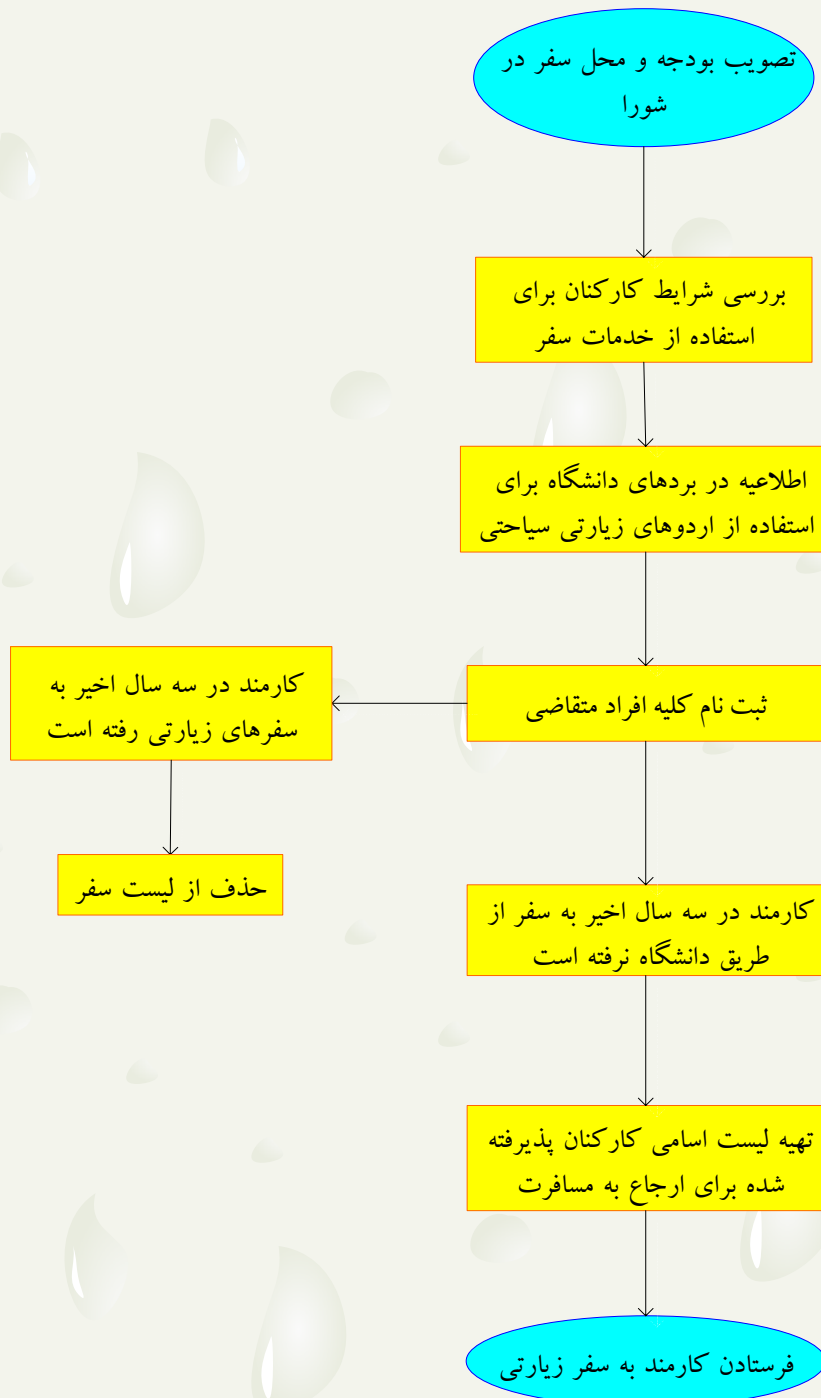 تصویب بودجه و محل سفر در
شورا
بررسی شرایط کارکنان برای
استفاده از خدمات سفر
اطلاعیه در بردهای دانشگاه برای
استفاده از اردوهای زیارتی سیاحتی
ثبت نام کلیه افراد متقاضی
کارمند در سه سال اخیر به
سفرهای زیارتی رفته است
حذف از لیست سفر
کارمند در سه سال اخیر به سفر از
طریق دانشگاه نرفته است
تهیه لیست اسامی کارکنان پذیرفته
شده برای ارجاع به مسافرت
فرستادن کارمند به سفر زیارتی